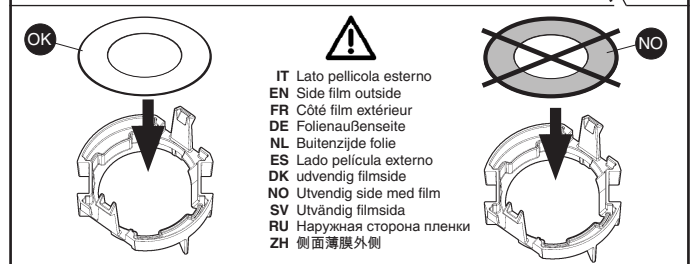 OK
NO
IT Lato pellicola esterno
EN Side film outside
FR Côté film extérieur
DE Folienaußenseite
NL Buitenzijde folie
ES Lado película externo
DK udvendig filmside
NO Utvendig side med film
SV Utvändig filmsida
RU Наружная сторона пленки
ZH 侧面薄膜外侧